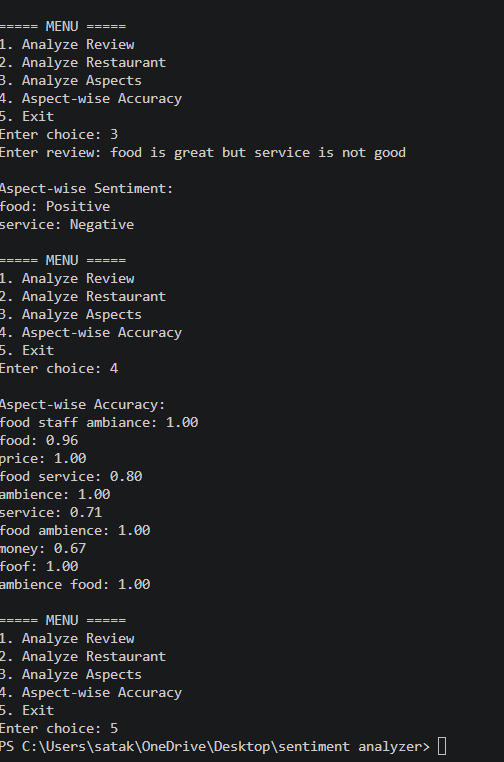 ===== MENU =====
1. Analyze Review
2. Analyze Restaurant
3. Analyze Aspects
4. Aspect-wise Accuracy
5. Exit
Enter choice: 3
Enter review: food is great but service is not good
Aspect-wise Sentiment:
food: Positive
service: Negative
===== MENU =====
1. Analyze Review
2. Analyze Restaurant
3. Analyze Aspects
4. Aspect-wise Accuracy
5. Exit
Enter choice: 4
Aspect-wise Accuracy:
food staff ambiance: 1.00
food: 0.96
price: 1.00
food service: 0.80
ambience: 1.00
service: 0.71
food ambience: 1.00
money: 0.67
foof: 1.00
ambience food: 1.00
===== MENU =====
1. Analyze Review
2. Analyze Restaurant
3. Analyze Aspects
4. Aspect-wise Accuracy
5. Exit
Enter choice: 5
PS C:\Users\satak\OneDrive\Desktop\sentiment analyzer>